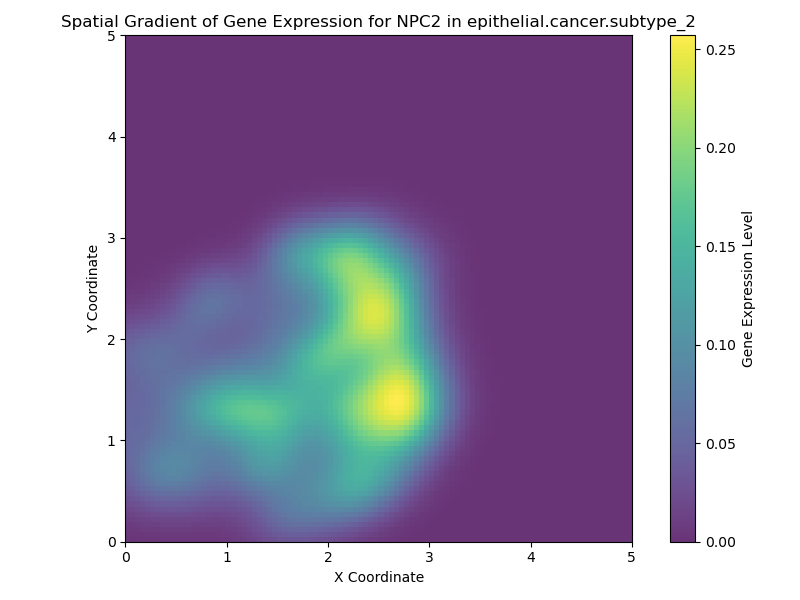 Spatial Gradient of Gene Expression for NPC2 in epithelial.cancer.subtype_2
5
4
3
2
1
0
Y Coordinate
0 1 2 3 4 5
X Coordinate
0.25
0.20
0.15
0.10
0.05
0.00
Gene Expression Level